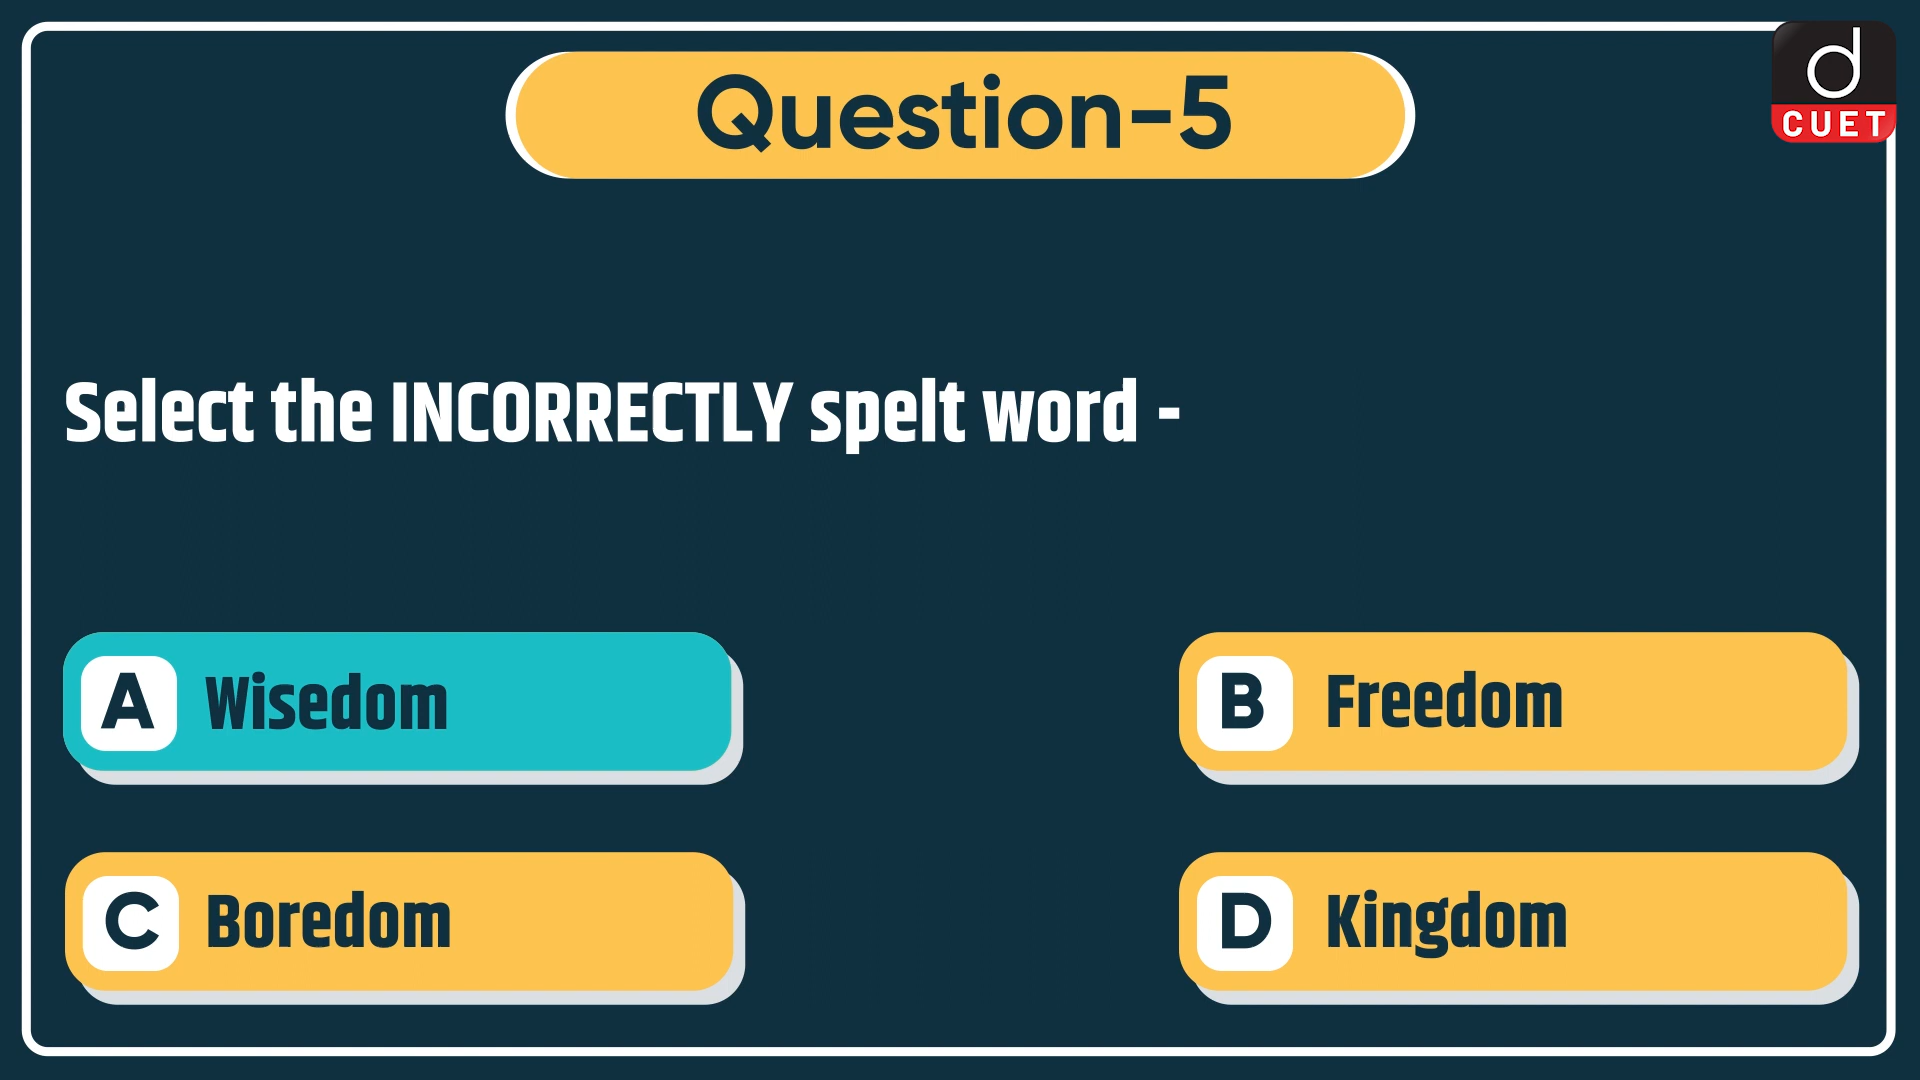 d
CUET
Question-5
Select the INCORRECTLY spelt word -
A Wisedom
B Freedom
C Boredom
D Kingdom